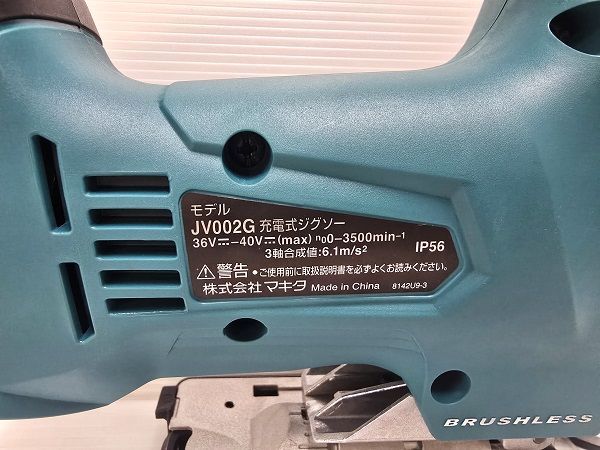 モデル
JV002G 充電式ジグソー
36V⎓-40V⎓(max) n₀0-3500min⁻¹
3軸合成値:6.1m/s² IP56
⚠警告・ご使用前に取扱説明書を必ずよくお読みください。
株式会社マキタ Made in China 8142U9-3
BRUSHLESS